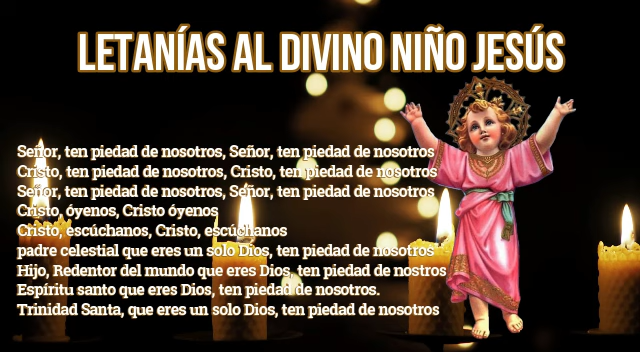 LETANÍAS AL DIVINO NIÑO JESÚS
Señor, ten piedad de nosotros, Señor, ten piedad de nosotros
Cristo, ten piedad de nosotros, Cristo, ten piedad de nosotros
Señor, ten piedad de nosotros, Señor, ten piedad de nosotros
Cristo, óyenos, Cristo óyenos
Cristo, escúchanos, Cristo, escúchanos
padre celestial que eres un solo Dios, ten piedad de nosotros
Hijo, Redentor del mundo que eres Dios, ten piedad de nostros
Espíritu santo que eres Dios, ten piedad de nosotros.
Trinidad Santa, que eres un solo Dios, ten piedad de nosotros